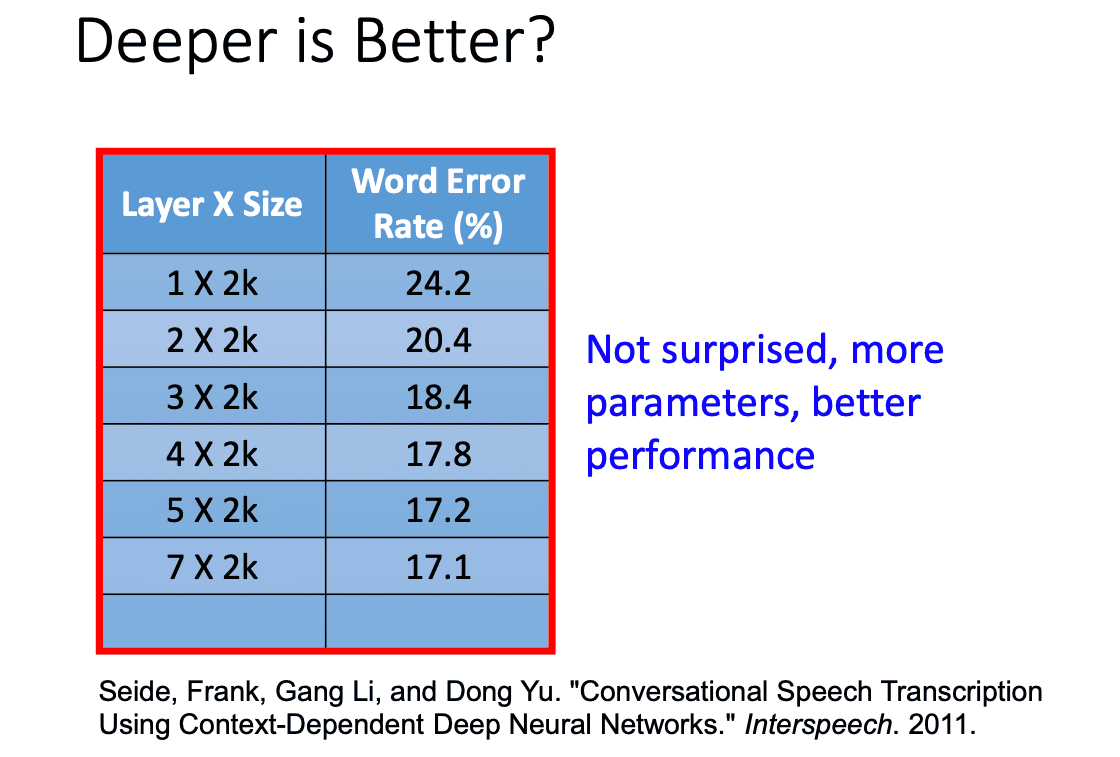 Deeper is Better?
Layer X Size
Word Error
Rate (%)
1 X 2k
24.2
2 X 2k
20.4
3 X 2k
18.4
4 X 2k
17.8
5 X 2k
17.2
7 X 2k
17.1
Not surprised, more
parameters, better
performance
Seide, Frank, Gang Li, and Dong Yu. "Conversational Speech Transcription
Using Context-Dependent Deep Neural Networks." Interspeech. 2011.